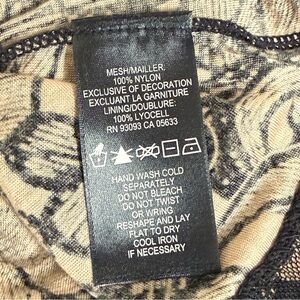 MESH/MAILLER:
100% NYLON
EXCLUSIVE OF DECORATION
EXCLUANT LA GARNITURE
LINING/DOUBLURE:
100% LYOCELL
RN 93093 CA 05633
HAND WASH COLD
SEPARATELY
DO NOT BLEACH
DO NOT TWIST
OR WRING
RESHAPE AND LAY
FLAT TO DRY
COOL IRON
IF NECESSARY